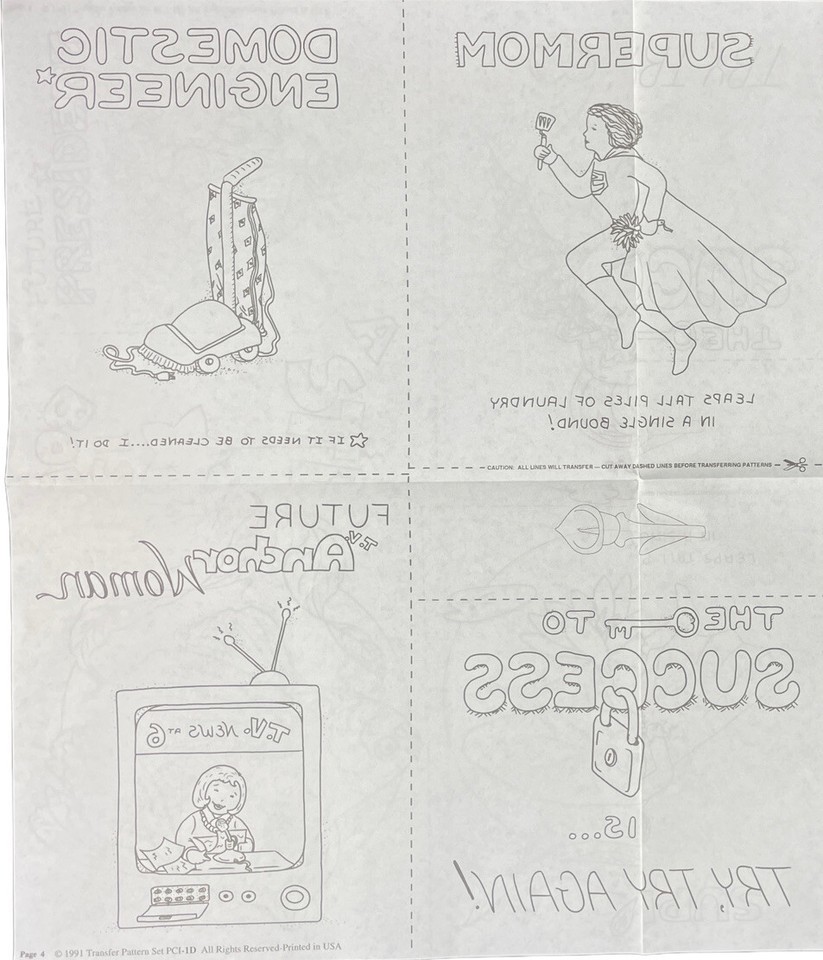 DOMESTIC
ENGINEER*
* IF IT NEEDS TO BE CLEANED....I DO IT!
SUPERMOM
M
LEAPS TALL PILES OF LAUNDRY
IN A SINGLE BOUND!
CAUTION: ALL LINES WILL TRANSFER — CUT AWAY DASHED LINES BEFORE TRANSFERRING PATTERNS
FUTURE
T.V. Anchor Woman
T.V. NEWS AT 6
THE TO
SUCCESS
IS...
TRY, TRY AGAIN!
Page 4 © 1991 Transfer Pattern Set PCI-1D All Rights Reserved-Printed in USA